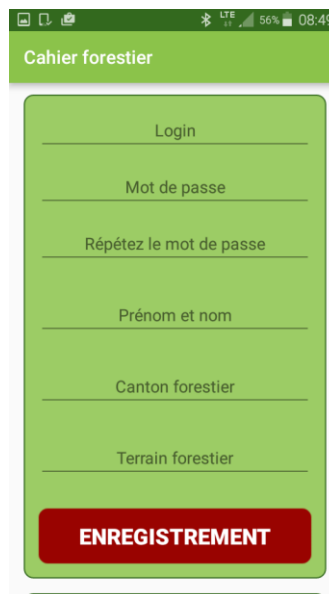 LTE 56% 08:49
Cahier forestier
Login
Mot de passe
Répétez le mot de passe
Prénom et nom
Canton forestier
Terrain forestier
ENREGISTREMENT